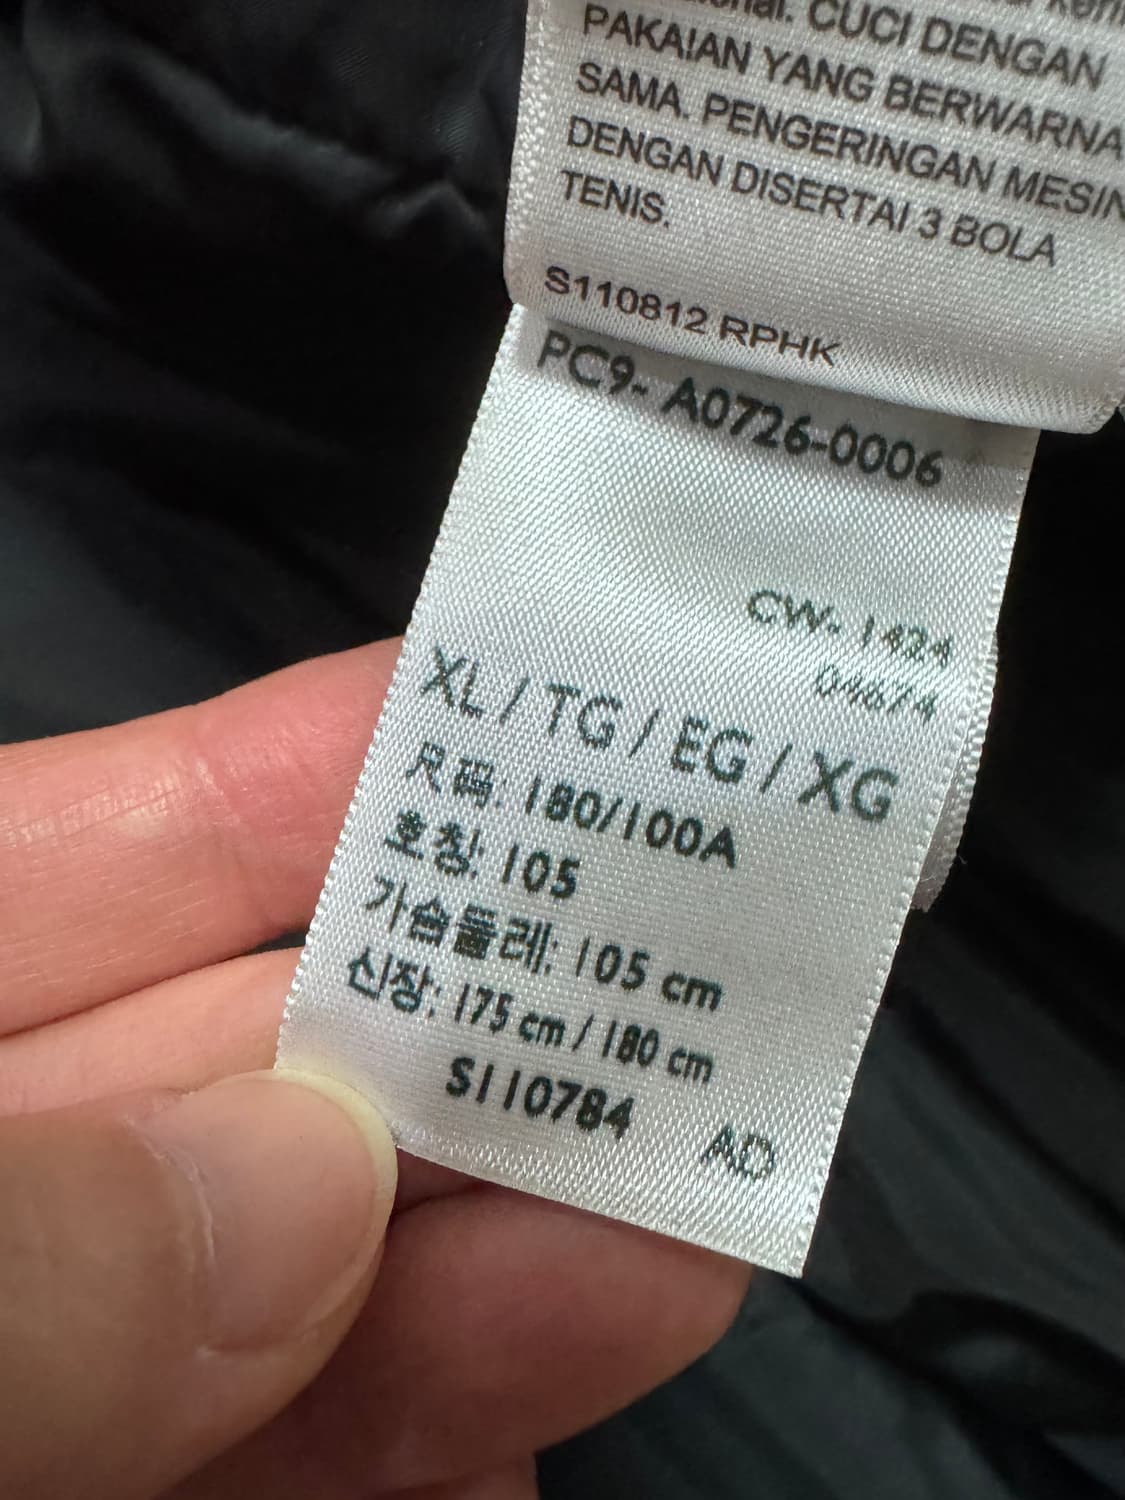 CUCI DENGAN
PAKAIAN YANG BERWARNA
SAMA. PENGERINGAN MESIN
DENGAN DISERTAI 3 BOLA
TENIS.
S110812 RPHK
PC9- A0726-0006
CW- 1424
XL / TG / EG / XG
尺码: 180/100A
호칭: 105
가슴둘레: 105 cm
신장: 175 cm / 180 cm
S110784 AD